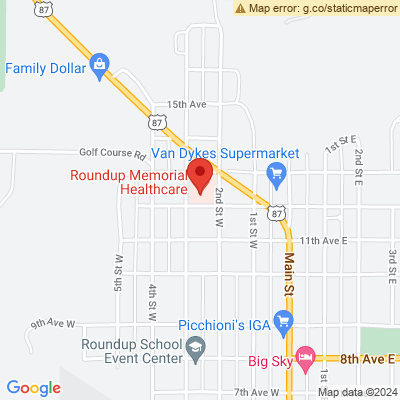 Map error: g.co/staticmaperror
87
Family Dollar
15th Ave
87
1st St E
Golf Course Rd
Van Dykes Supermarket
2nd St E
Roundup Memorial
Healthcare
2nd St W
87
1st St W
11th Ave E
3rd St E
5th St W
4th St W
Main St
9th Ave W
Picchioni's IGA
Roundup School
Event Center
Big Sky
8th Ave E
Google
7th Ave W
1st
2nd
Map data ©2024